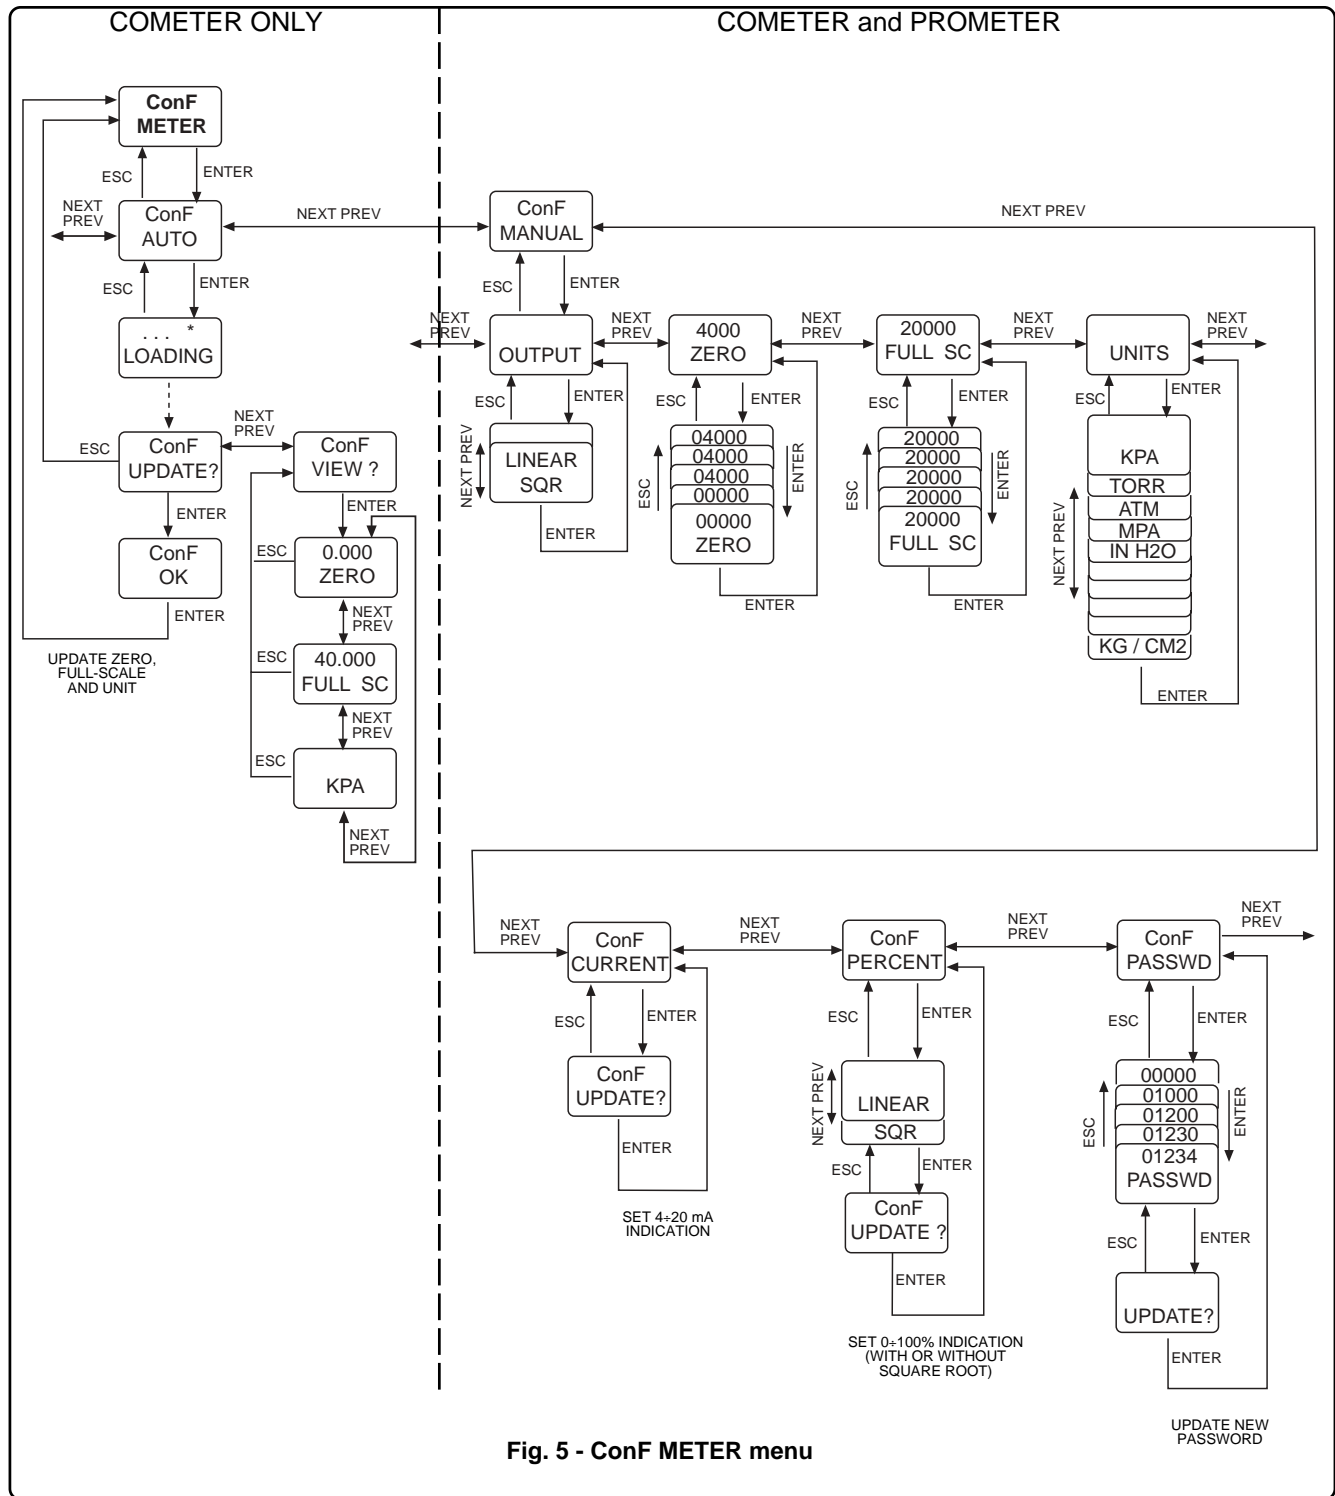 COMETER ONLY
COMETER and PROMETER
ConF
METER
ESC
ENTER
NEXT
PREV
ConF
AUTO
NEXT PREV
ESC
ENTER
. . . *
LOADING
ESC
ConF
UPDATE?
NEXT
PREV
ConF
VIEW ?
ENTER
ENTER
ConF
OK
ENTER
UPDATE ZERO,
FULL-SCALE
AND UNIT
ESC
0.000
ZERO
NEXT
PREV
ESC
40.000
FULL SC
NEXT
PREV
ESC
KPA
NEXT
PREV
ConF
MANUAL
NEXT PREV
ESC
ENTER
NEXT
PREV
OUTPUT
NEXT
PREV
4000
ZERO
NEXT
PREV
20000
FULL SC
NEXT
PREV
UNITS
NEXT
PREV
ESC
ENTER
NEXT PREV
LINEAR
SQR
ENTER
ESC
ENTER
ESC
04000
04000
04000
00000
00000
ZERO
ENTER
ENTER
ESC
ENTER
ESC
20000
20000
20000
20000
20000
FULL SC
ENTER
ENTER
ESC
ENTER
NEXT PREV
KPA
TORR
ATM
MPA
IN H2O
KG / CM2
ENTER
NEXT
PREV
ConF
CURRENT
NEXT
PREV
ConF
PERCENT
NEXT
PREV
ConF
PASSWD
NEXT
PREV
ESC
ENTER
ConF
UPDATE?
ENTER
SET 4÷20 mA
INDICATION
ESC
ENTER
NEXT PREV
LINEAR
SQR
ESC
ENTER
ConF
UPDATE ?
ENTER
SET 0÷100% INDICATION
(WITH OR WITHOUT
SQUARE ROOT)
ESC
ENTER
ESC
00000
01000
01200
01230
01234
PASSWD
ENTER
ESC
ENTER
UPDATE?
ENTER
UPDATE NEW
PASSWORD
Fig. 5 - ConF METER menu